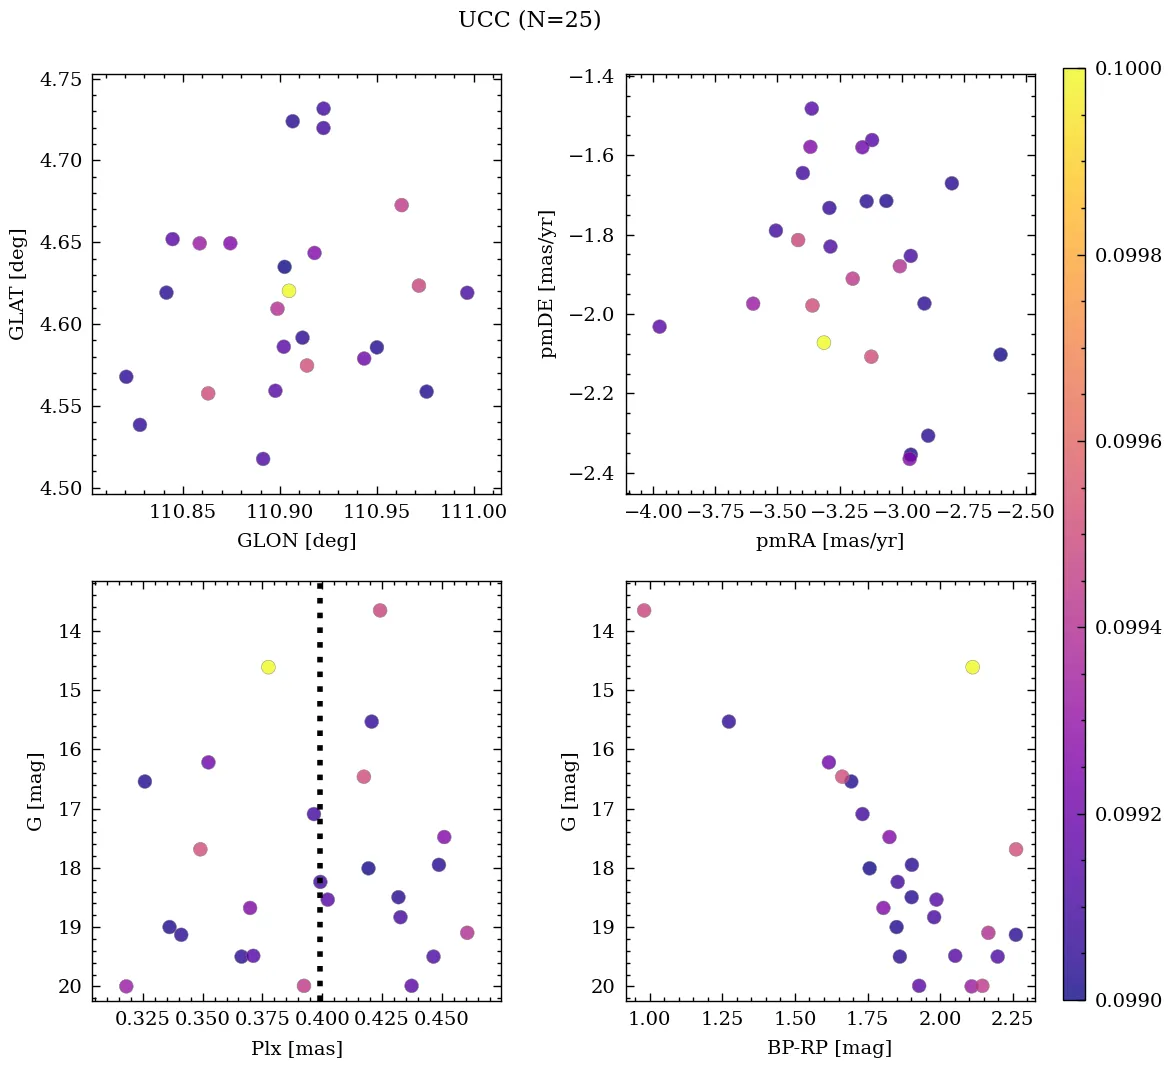 UCC (N=25)
4.75
4.70
4.65
4.60
4.55
4.50
GLAT [deg]
110.85 110.90 110.95 111.00
GLON [deg]
−1.4
−1.6
−1.8
−2.0
−2.2
−2.4
pmDE [mas/yr]
−4.00 −3.75 −3.50 −3.25 −3.00 −2.75 −2.50
pmRA [mas/yr]
14
15
16
17
18
19
20
G [mag]
0.325 0.350 0.375 0.400 0.425 0.450
Plx [mas]
14
15
16
17
18
19
20
G [mag]
1.00 1.25 1.50 1.75 2.00 2.25
BP-RP [mag]
0.1000
0.0998
0.0996
0.0994
0.0992
0.0990